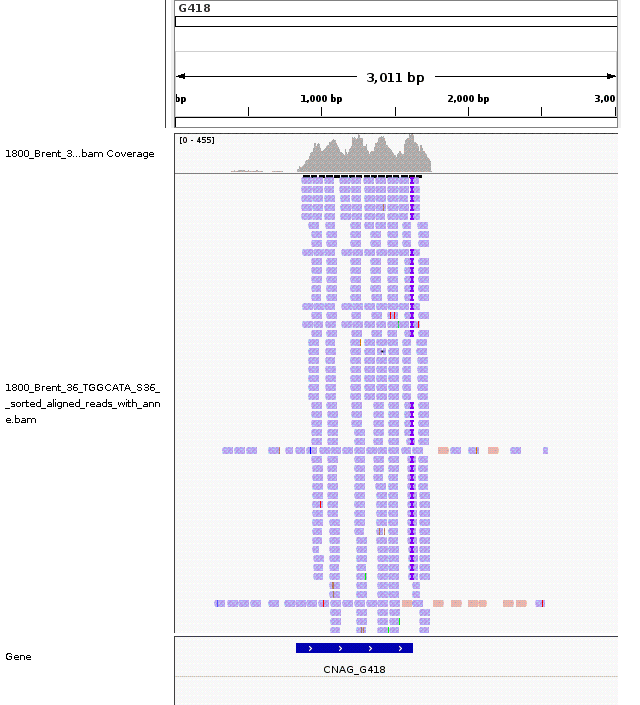 G418
3,011 bp
bp
1,000 bp
2,000 bp
3,00
[0 - 455]
1800_Brent_3...bam Coverage
1800_Brent_36_TGGCATA_S36_
_sorted_aligned_reads_with_ann
e.bam
Gene
CNAG_G418